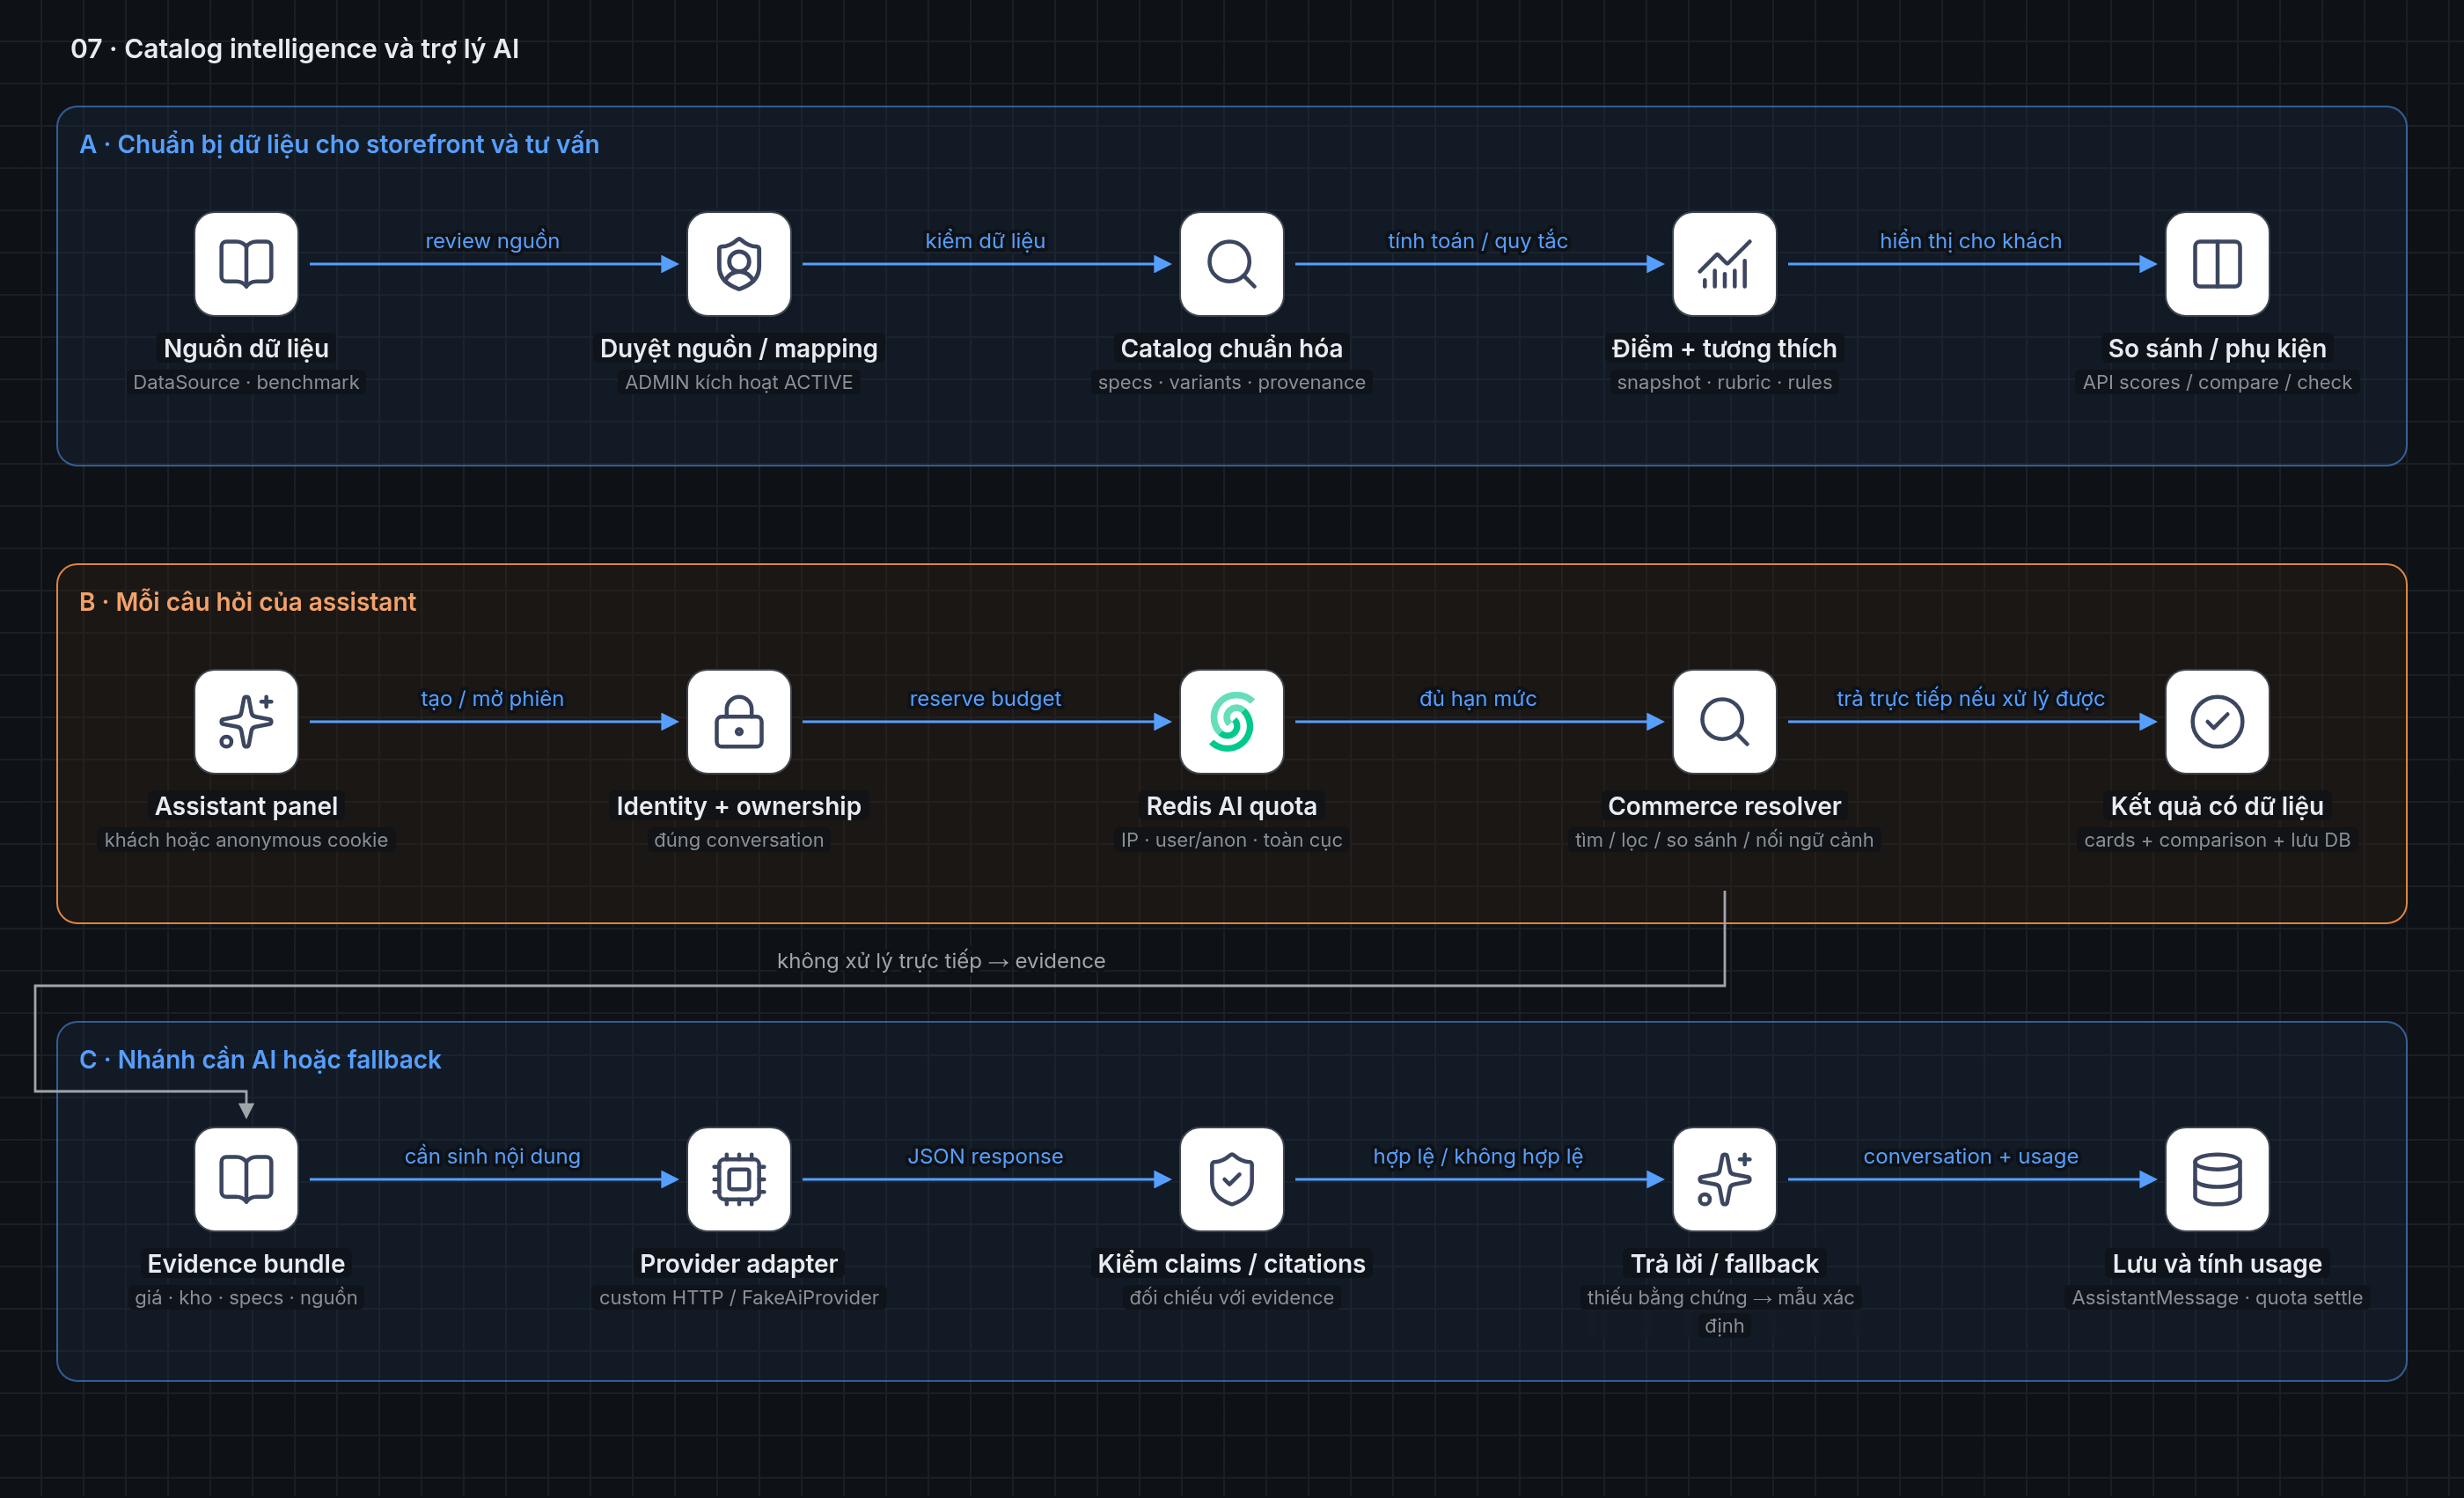 07 · Catalog intelligence và trợ lý AI
A · Chuẩn bị dữ liệu cho storefront và tư vấn
review nguồn
kiểm dữ liệu
tính toán / quy tắc
hiển thị cho khách
Nguồn dữ liệu
DataSource · benchmark
Duyệt nguồn / mapping
ADMIN kích hoạt ACTIVE
Catalog chuẩn hóa
specs · variants · provenance
Điểm + tương thích
snapshot · rubric · rules
So sánh / phụ kiện
API scores / compare / check
B · Mỗi câu hỏi của assistant
tạo / mở phiên
reserve budget
đủ hạn mức
trả trực tiếp nếu xử lý được
Assistant panel
khách hoặc anonymous cookie
Identity + ownership
đúng conversation
Redis AI quota
IP · user/anon · toàn cục
Commerce resolver
tìm / lọc / so sánh / nối ngữ cảnh
Kết quả có dữ liệu
cards + comparison + lưu DB
không xử lý trực tiếp → evidence
C · Nhánh cần AI hoặc fallback
cần sinh nội dung
JSON response
hợp lệ / không hợp lệ
conversation + usage
Evidence bundle
giá · kho · specs · nguồn
Provider adapter
custom HTTP / FakeAiProvider
Kiểm claims / citations
đối chiếu với evidence
Trả lời / fallback
thiếu bằng chứng → mẫu xác
định
Lưu và tính usage
AssistantMessage · quota settle